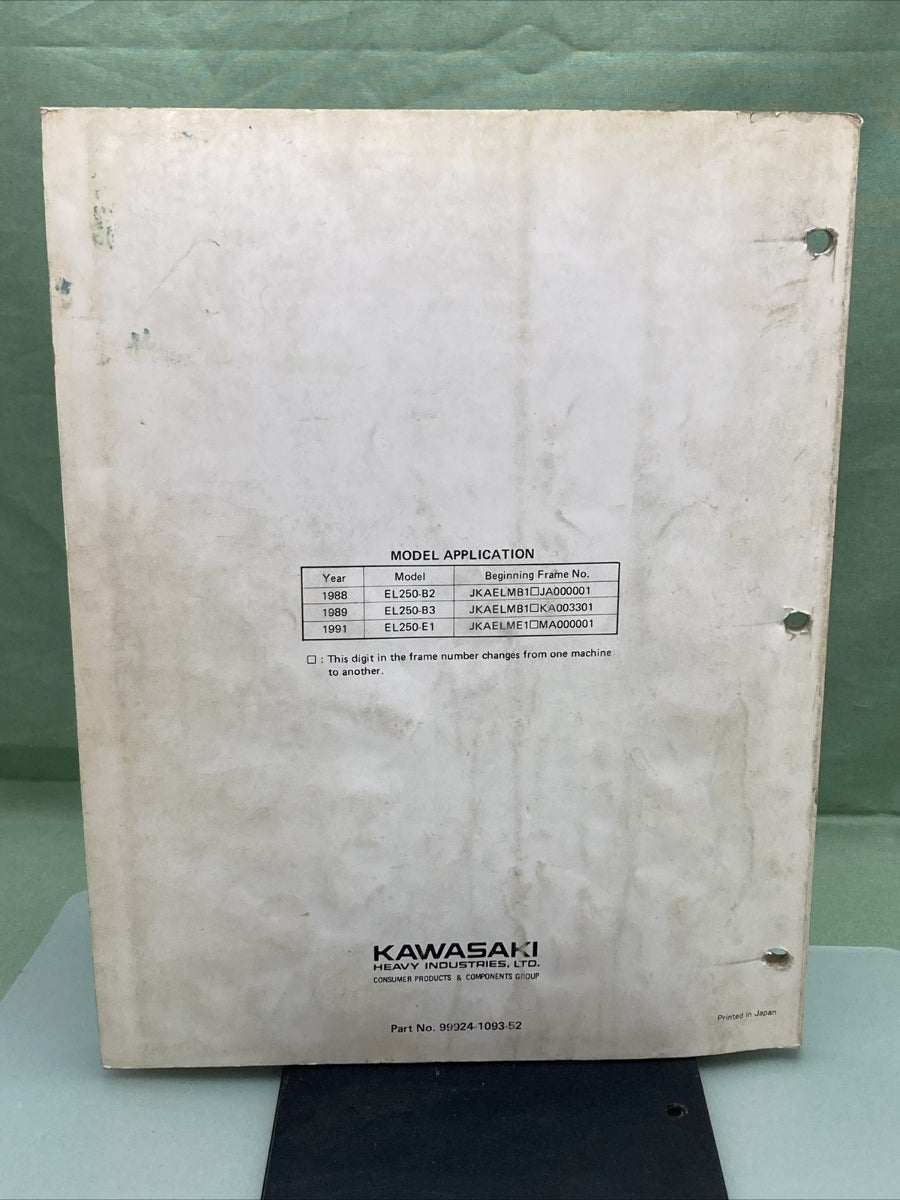 MODEL APPLICATION
Year Model Beginning Frame No.
1988 EL250-B2 JKAELMB1□JA000001
1989 EL250-B3 JKAELMB1□KA003301
1991 EL250-E1 JKAELME1□MA000001
□ : This digit in the frame number changes from one machine
to another.
KAWASAKI
HEAVY INDUSTRIES, LTD.
CONSUMER PRODUCTS & COMPONENTS GROUP
Part No. 99924-1093-52
Printed in Japan